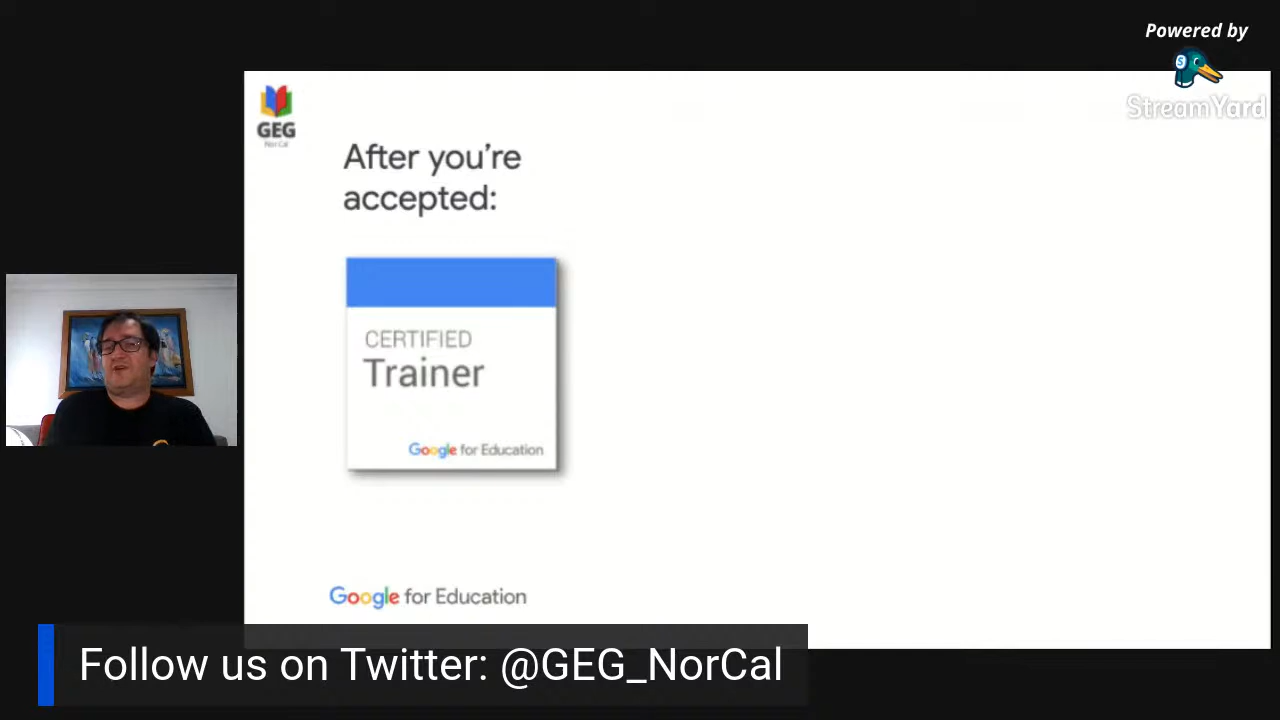 Powered by
StreamYard
GEG
NorCal
After you’re
accepted:
CERTIFIED
Trainer
Google for Education
Google for Education
Follow us on Twitter: @GEG_NorCal